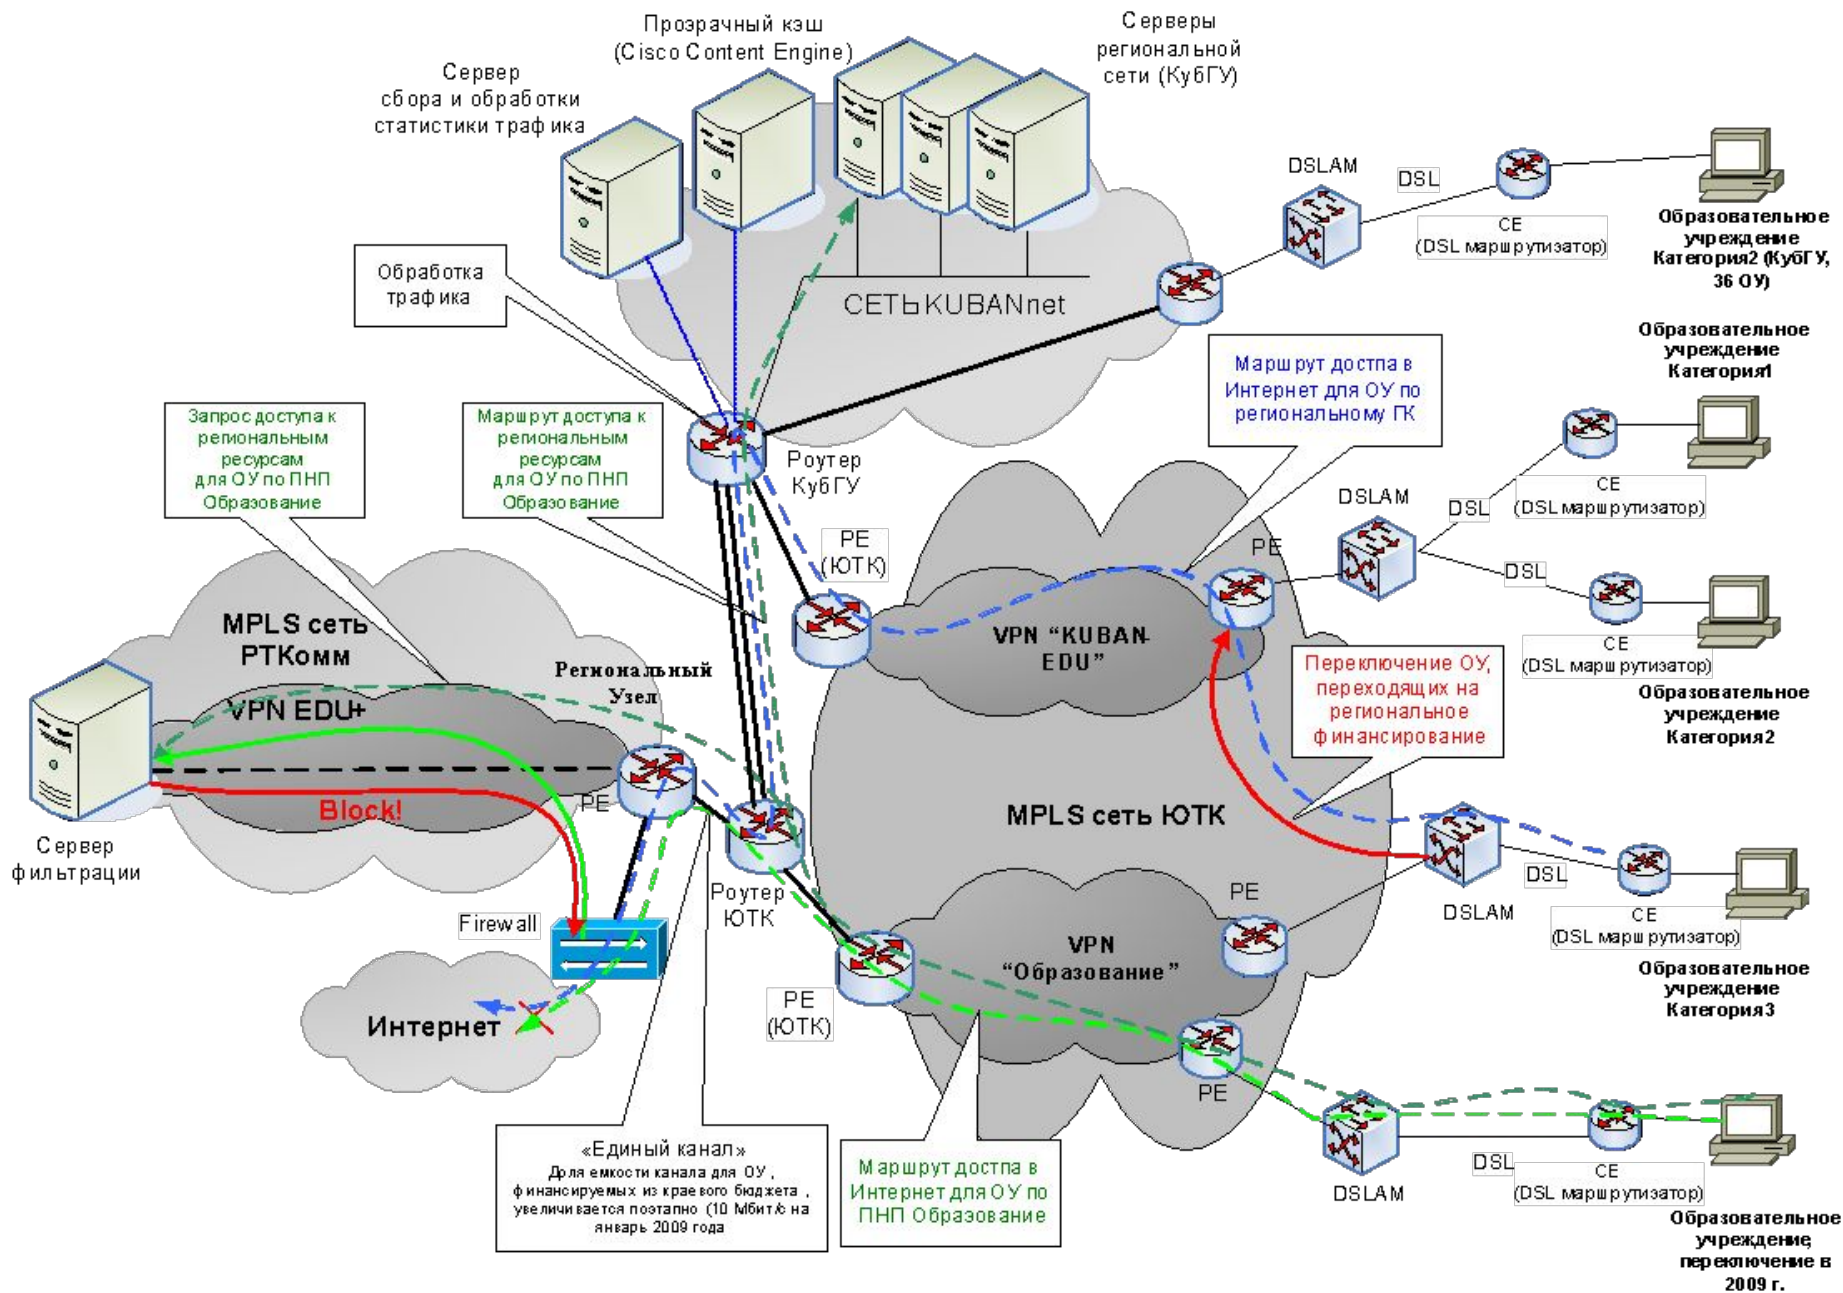 Прозрачный кэш
(Cisco Content Engine)
Серверы
региональной
сети (КубГУ)
Сервер
сбора и обработки
статистики трафика
DSLAM
DSL
CE
(DSL маршрутизатор)
Образовательное
учреждение
Категория2 (КубГУ,
36 ОУ)
Обработка
трафика
СЕТЬ KUBANnet
Образовательное
учреждение
Категория1
Маршрут достпа в
Интернет для ОУ по
региональному ГК
Запрос доступа к
региональным
ресурсам
для ОУ по ПНП
Образование
Маршрут доступа к
региональным
ресурсам
для ОУ по ПНП
Образование
Роутер
КубГУ
DSLAM
DSL
CE
(DSL маршрутизатор)
PE
(ЮТК)
PE
DSL
CE
(DSL маршрутизатор)
MPLS сеть
РТКомм
VPN "KUBAN-
EDU"
Региональный
Узел
Переключение ОУ,
переходящих на
региональное
финансирование
Образовательное
учреждение
Категория2
VPN EDU+
PE
Block!
MPLS сеть ЮТК
Сервер
фильтрации
Роутер
ЮТК
Firewall
PE
DSLAM
DSL
CE
(DSL маршрутизатор)
VPN
"Образование"
Образовательное
учреждение
Категория3
PE
(ЮТК)
Интернет
PE
«Единый канал»
Доля емкости канала для ОУ ,
финансируемых из краевого бюджета ,
увеличивается поэтапно (10 Мбит/с на
январь 2009 года
Маршрут достпа в
Интернет для ОУ по
ПНП Образование
DSLAM
DSL
CE
(DSL маршрутизатор)
Образовательное
учреждение,
переключение в
2009 г.